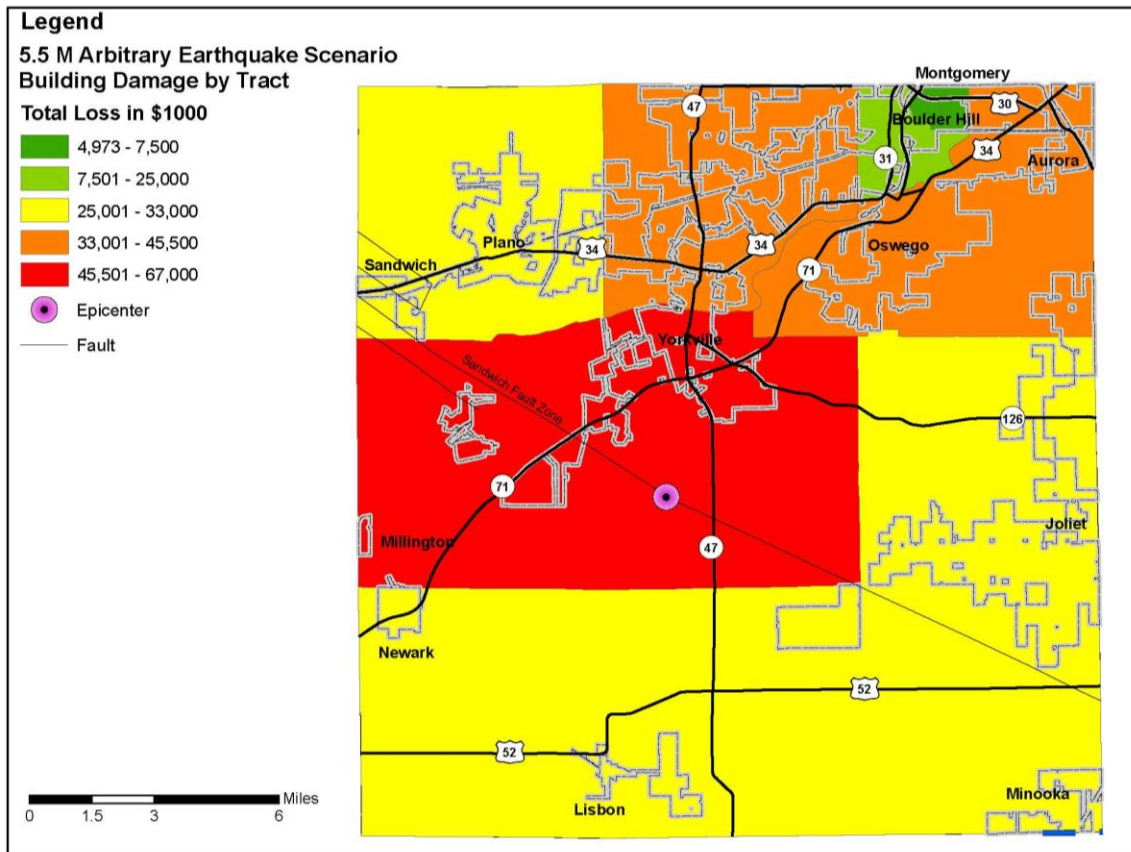 Legend
5.5 M Arbitrary Earthquake Scenario
Building Damage by Tract
Total Loss in $1000
4,973 - 7,500
7,501 - 25,000
25,001 - 33,000
33,001 - 45,500
45,501 - 67,000
Epicenter
Fault
Miles
0 1.5 3 6
Montgomery
47
30
Boulder Hill
31
34
Aurora
Plano
34
34
Oswego
Sandwich
71
Yorkville
Sandwich Fault Zone
126
71
Joliet
Millington
47
Newark
52
52
Lisbon
Minooka